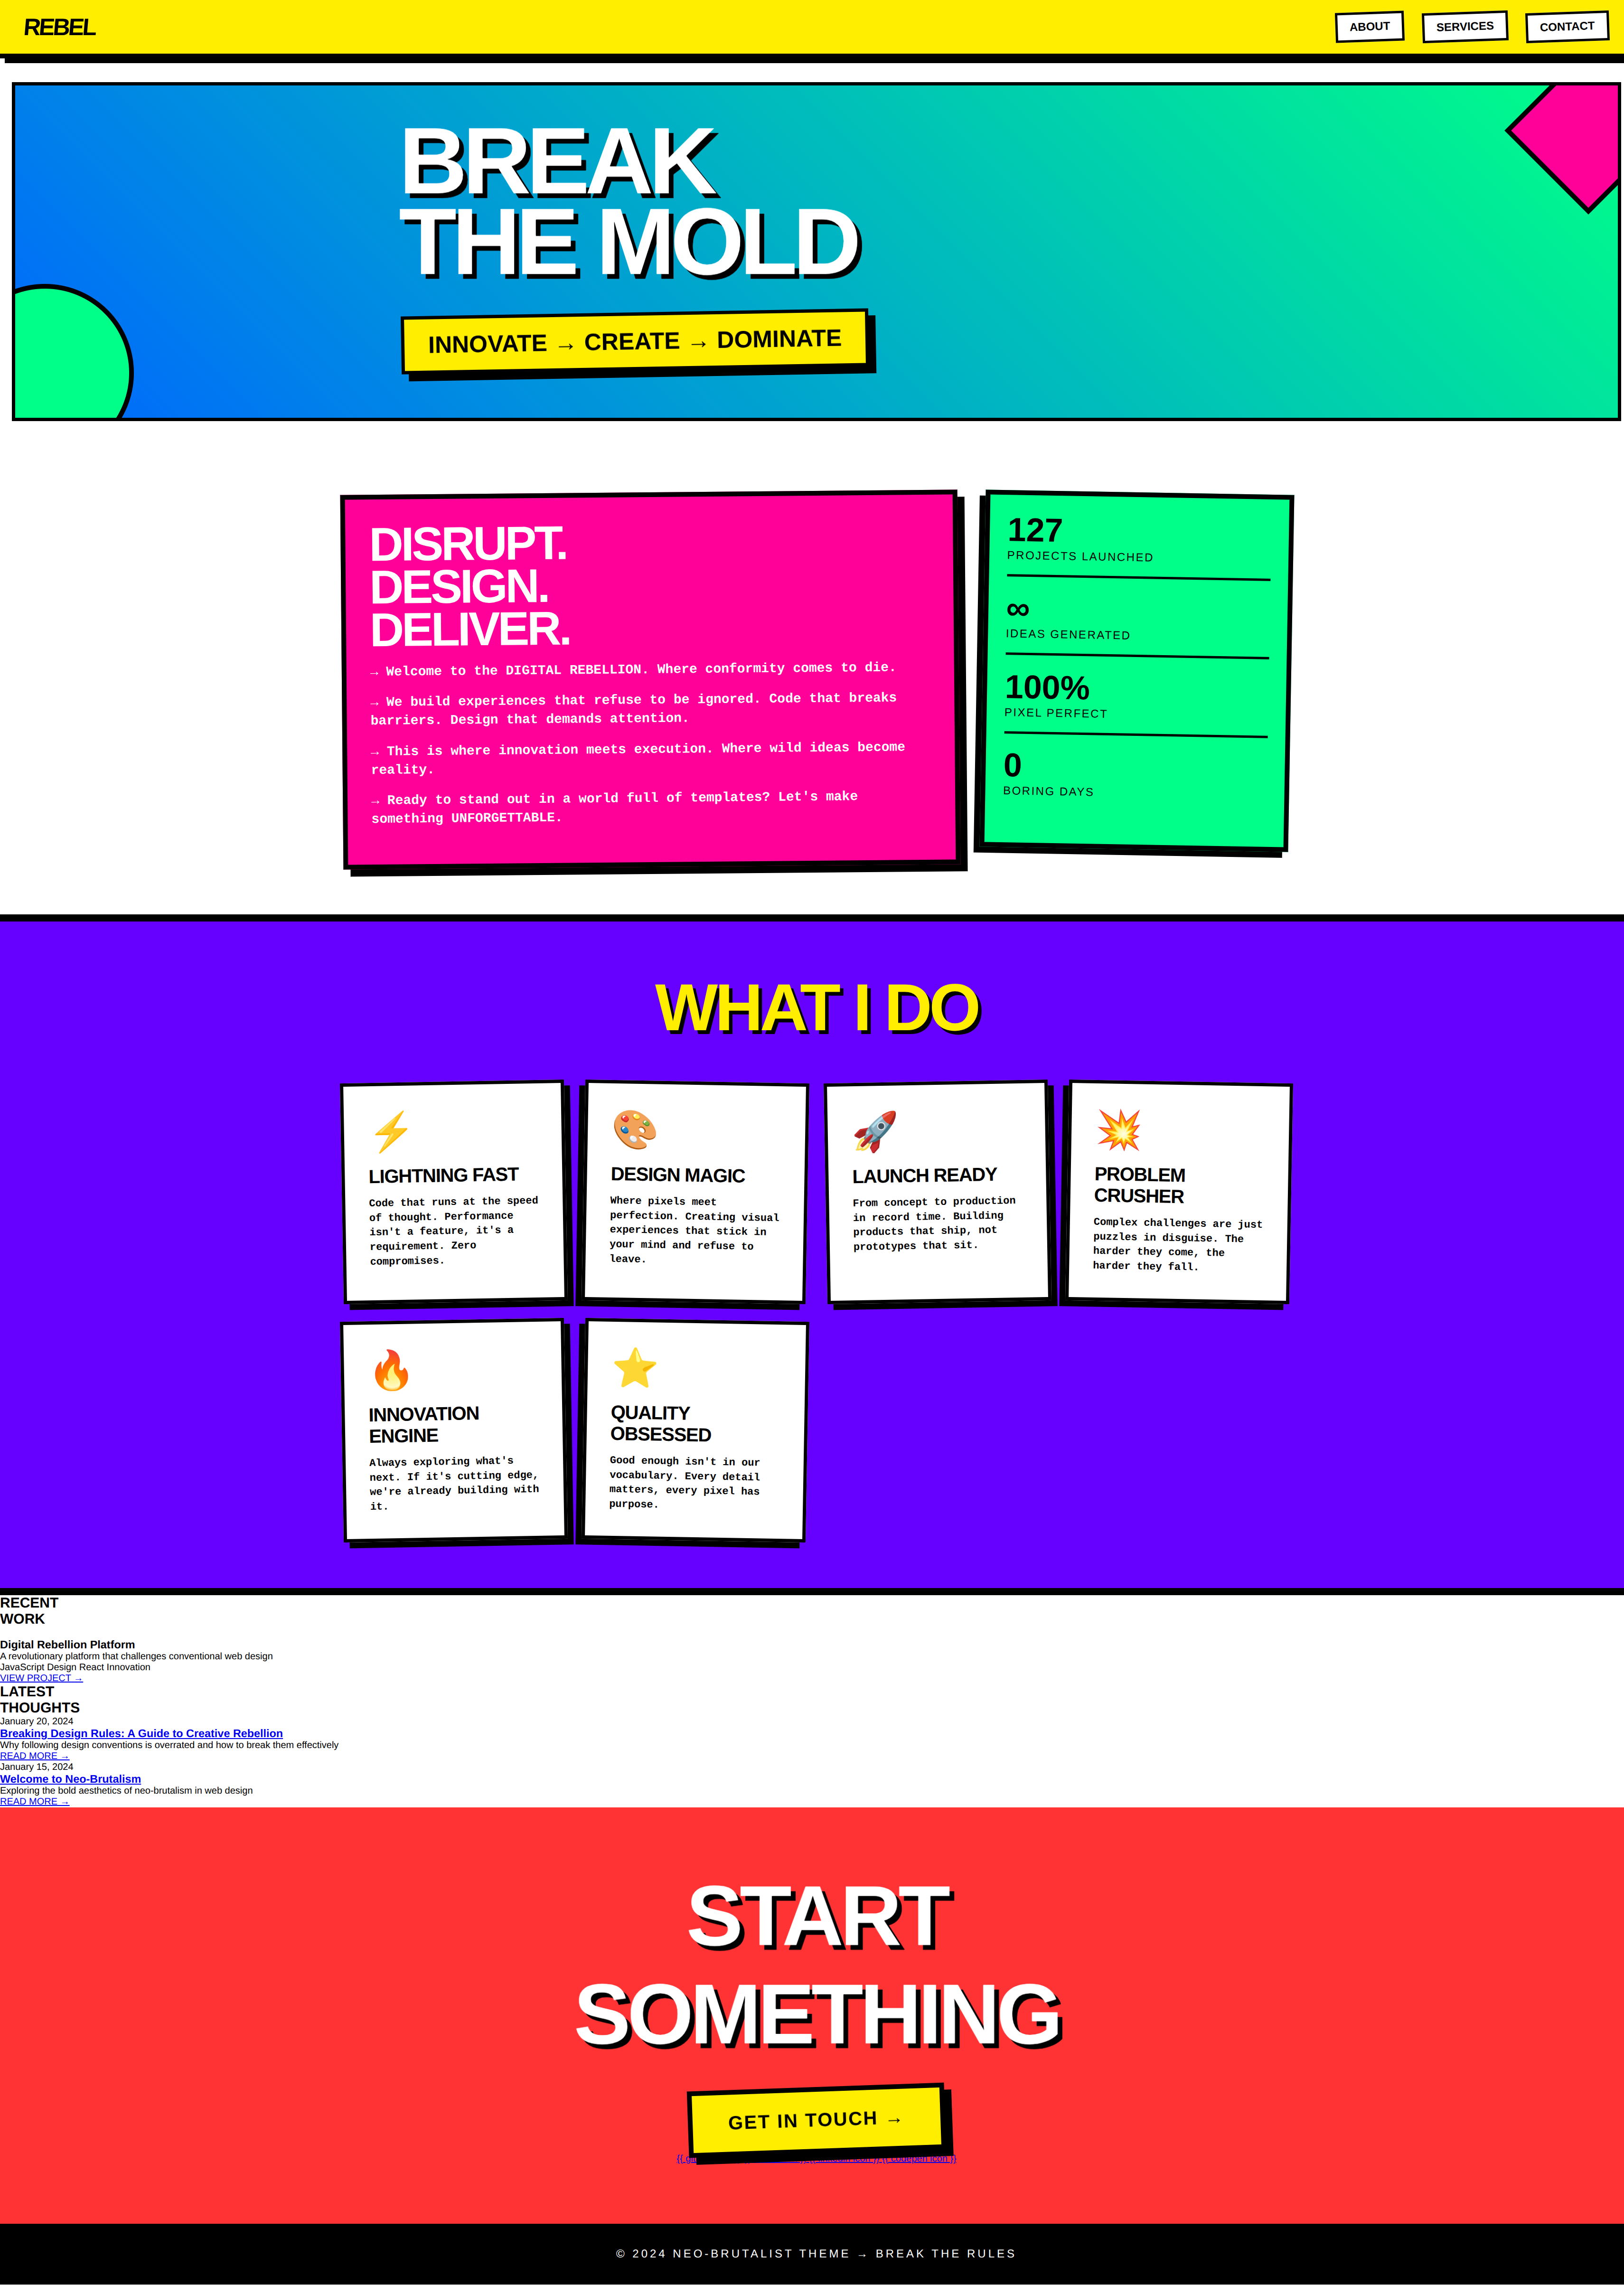 REBEL
ABOUT
SERVICES
CONTACT
BREAK
THE MOLD
INNOVATE → CREATE → DOMINATE
DISRUPT.
DESIGN.
DELIVER.
→ Welcome to the DIGITAL REBELLION. Where conformity comes to die.
→ We build experiences that refuse to be ignored. Code that breaks
barriers. Design that demands attention.
→ This is where innovation meets execution. Where wild ideas become
reality.
→ Ready to stand out in a world full of templates? Let's make
something UNFORGETTABLE.
127
PROJECTS LAUNCHED
∞
IDEAS GENERATED
100%
PIXEL PERFECT
0
BORING DAYS
WHAT I DO
LIGHTNING FAST
Code that runs at the speed
of thought. Performance
isn't a feature, it's a
requirement. Zero
compromises.
DESIGN MAGIC
Where pixels meet
perfection. Creating visual
experiences that stick in
your mind and refuse to
leave.
LAUNCH READY
From concept to production
in record time. Building
products that ship, not
prototypes that sit.
PROBLEM
CRUSHER
Complex challenges are just
puzzles in disguise. The
harder they come, the
harder they fall.
INNOVATION
ENGINE
Always exploring what's
next. If it's cutting edge,
we're already building with
it.
QUALITY
OBSESSED
Good enough isn't in our
vocabulary. Every detail
matters, every pixel has
purpose.
RECENT
WORK
Digital Rebellion Platform
A revolutionary platform that challenges conventional web design
JavaScript Design React Innovation
VIEW PROJECT →
LATEST
THOUGHTS
January 20, 2024
Breaking Design Rules: A Guide to Creative Rebellion
Why following design conventions is overrated and how to break them effectively
READ MORE →
January 15, 2024
Welcome to Neo-Brutalism
Exploring the bold aesthetics of neo-brutalism in web design
READ MORE →
START
SOMETHING
GET IN TOUCH →
© 2024 NEO-BRUTALIST THEME → BREAK THE RULES